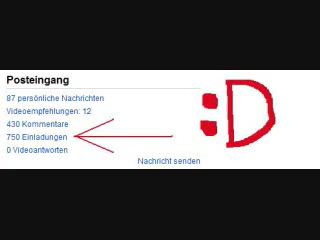 Posteingang
87 persönliche Nachrichten
Videoempfehlungen: 12
430 Kommentare
750 Einladungen
0 Videoantworten
Nachricht senden
:D